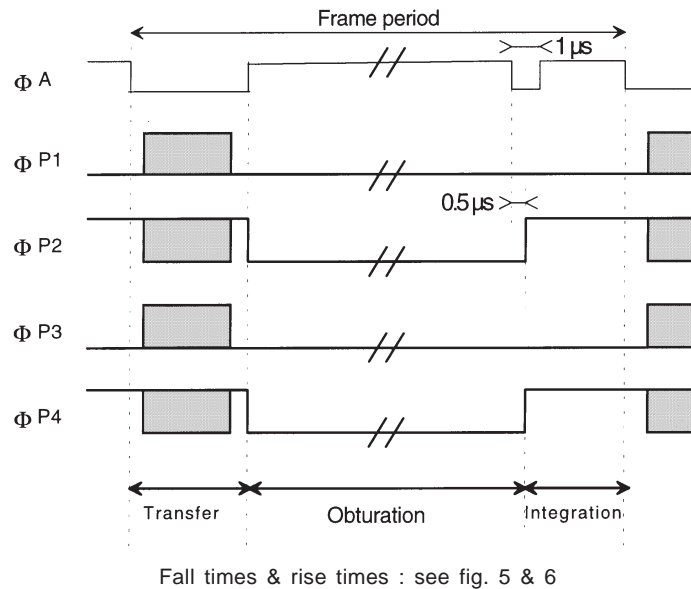 Frame period
1 µs
Φ A
Φ P1
0.5 µs
Φ P2
Φ P3
Φ P4
Transfer
Obturation
Integration
Fall times & rise times : see fig. 5 & 6